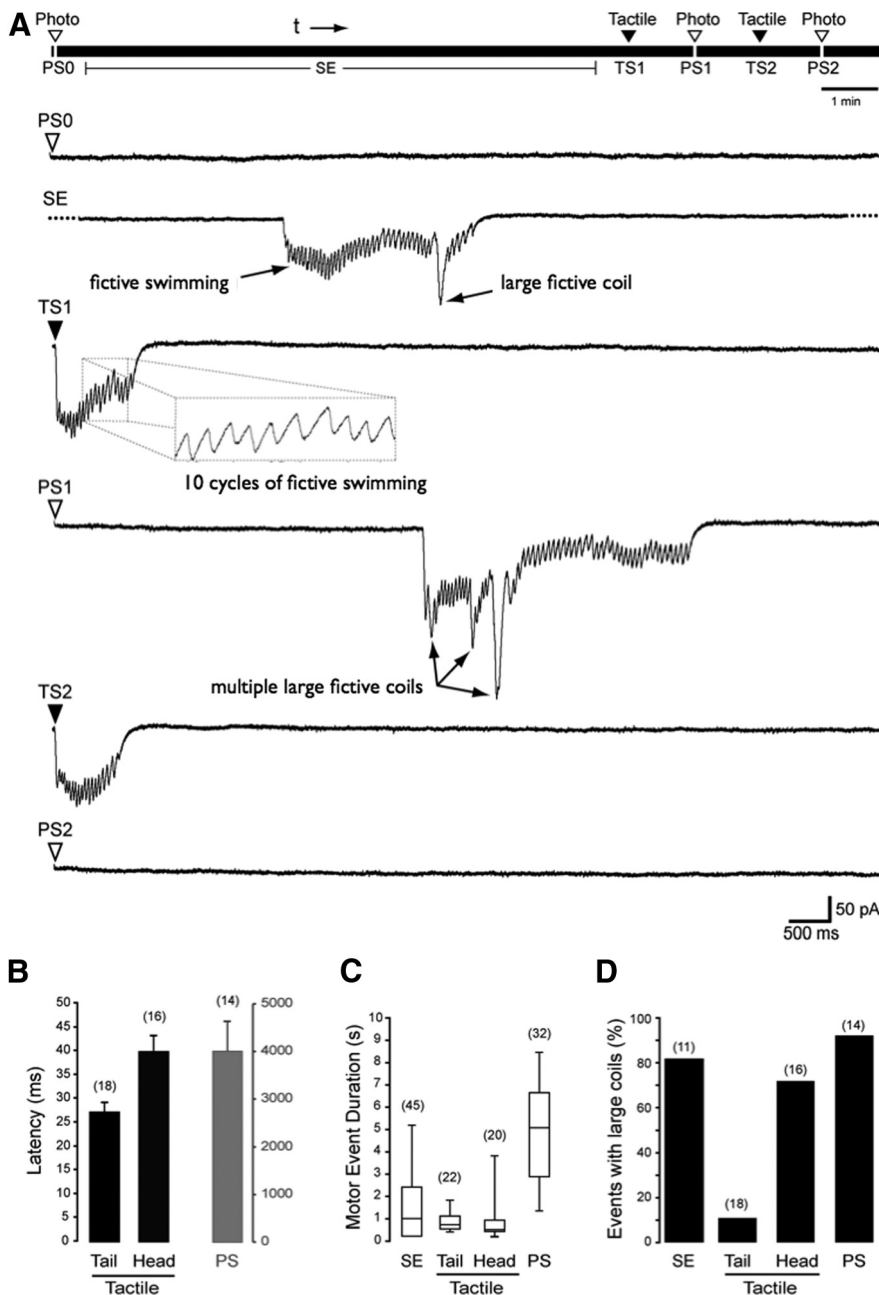 A
Photo
t
Tactile
Photo
Tactile
Photo
PS0
SE
TS1
PS1
TS2
PS2
1 min
PS0
SE
fictive swimming
large fictive coil
TS1
10 cycles of fictive swimming
PS1
multiple large fictive coils
TS2
PS2
50 pA
500 ms
B
Latency (ms)
50
45
40
35
30
25
20
15
10
5
0
(18)
(16)
(14)
5000
4000
3000
2000
1000
0
Tail Head PS
Tactile
C
Motor Event Duration (s)
10
9
8
7
6
5
4
3
2
1
0
(45)
(22)
(20)
(32)
SE Tail Head PS
Tactile
D
Events with large coils (%)
100
80
60
40
20
0
(11)
(18)
(16)
(14)
SE Tail Head PS
Tactile